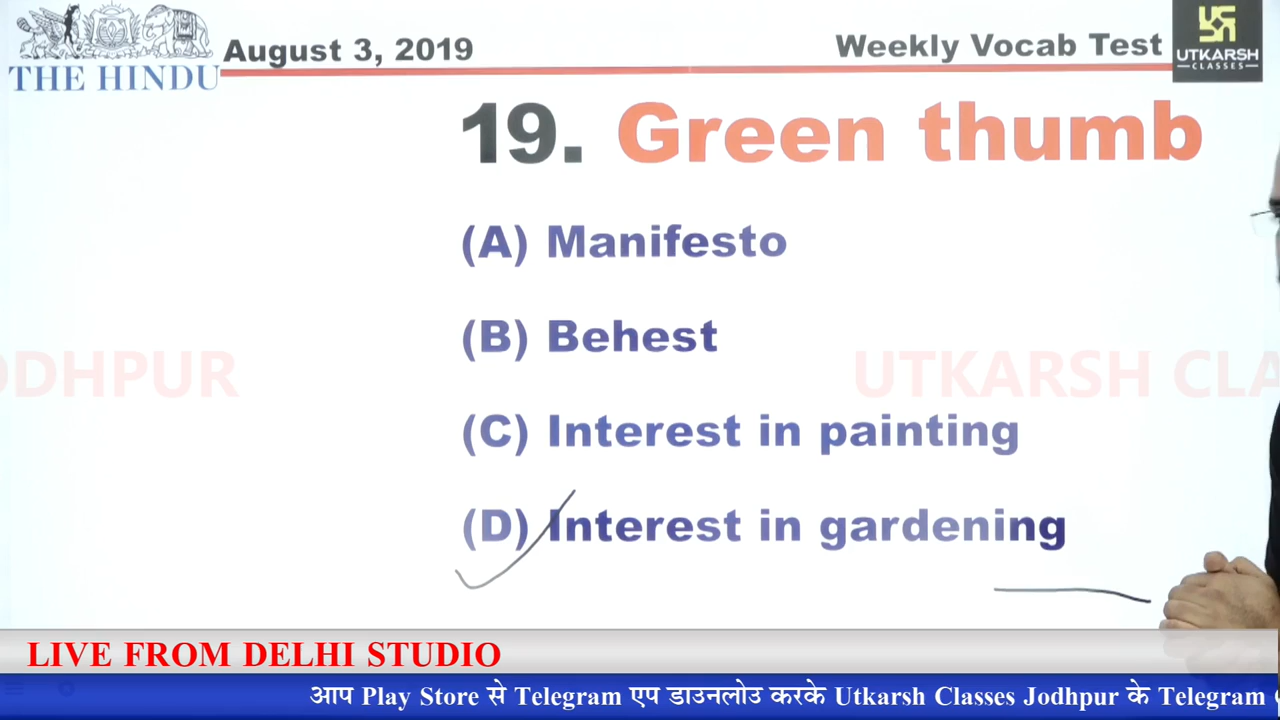 THE HINDU
August 3, 2019
Weekly Vocab Test
UTKARSH
CLASSES
19. Green thumb
(A) Manifesto
(B) Behest
(C) Interest in painting
(D) Interest in gardening
ODHPUR
UTKARSH CLA
LIVE FROM DELHI STUDIO
आप Play Store से Telegram एप डाउनलोउ करके Utkarsh Classes Jodhpur के Telegram